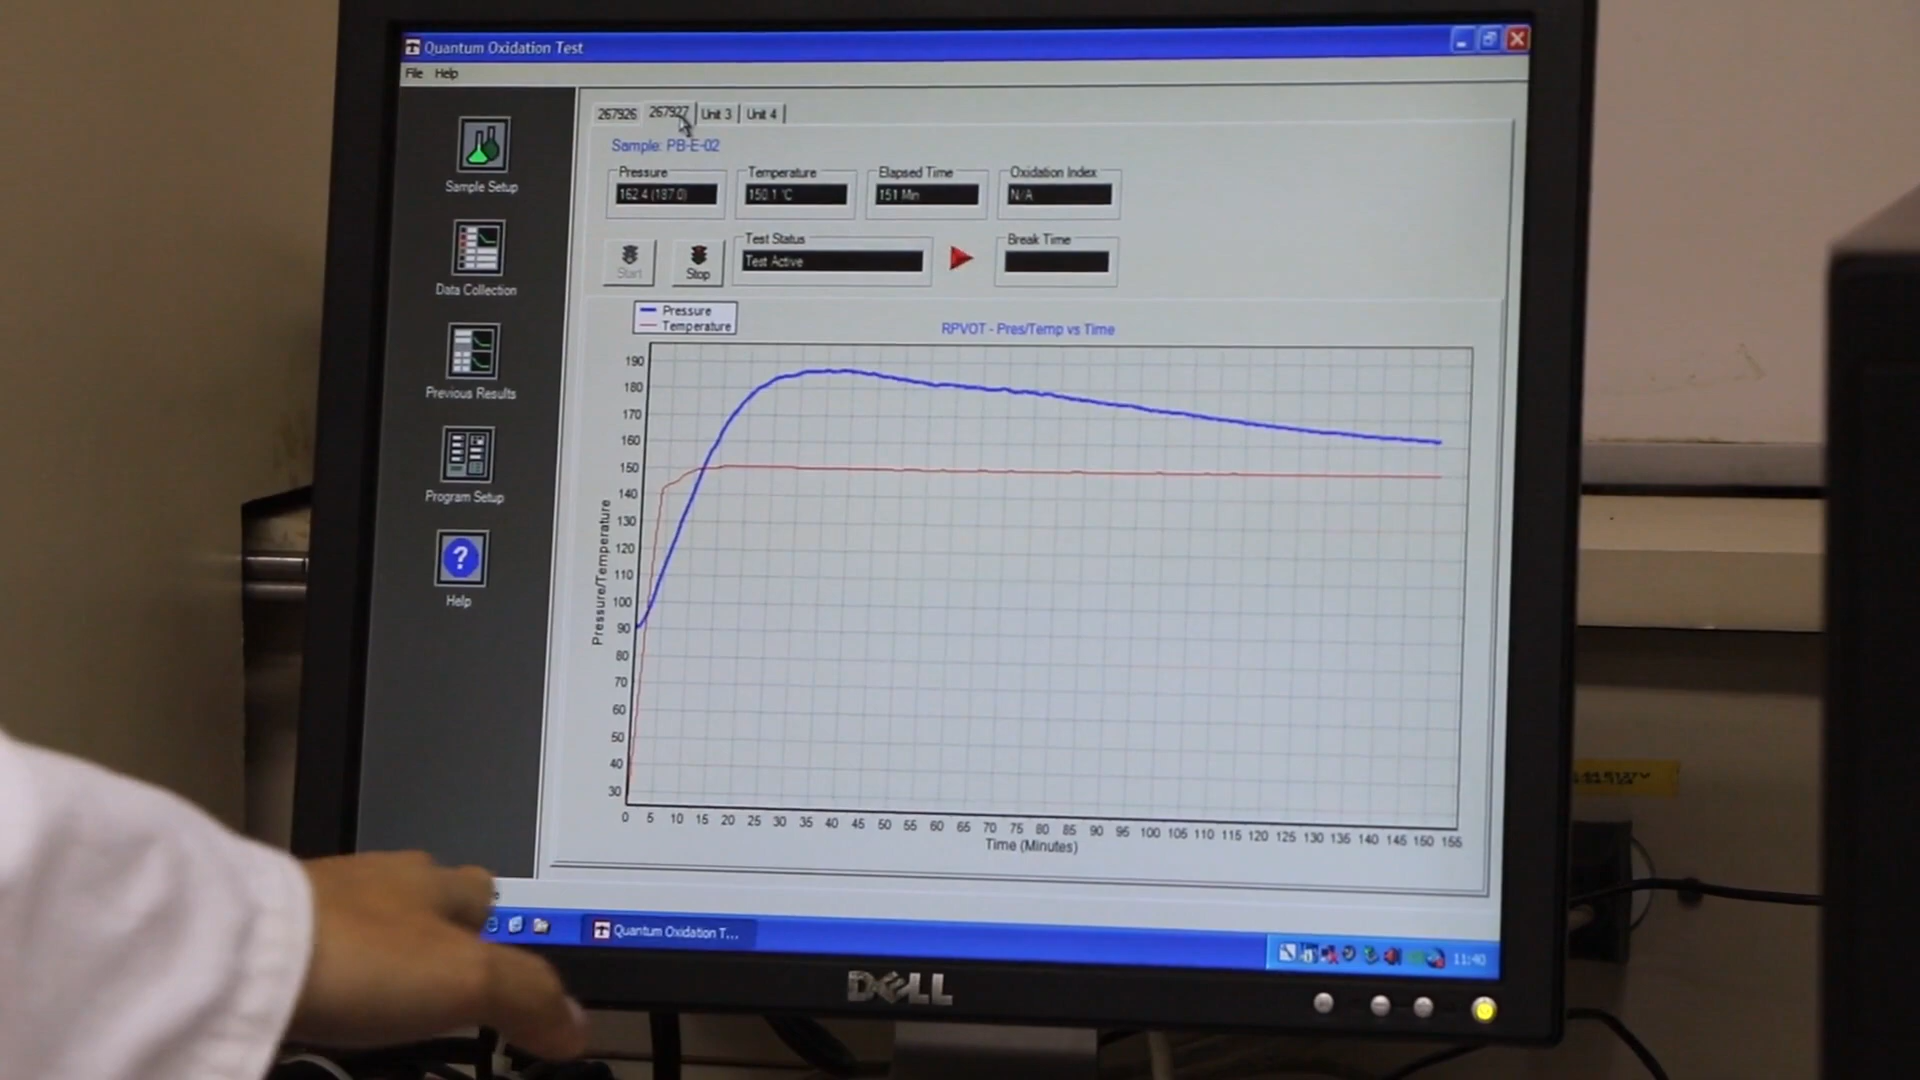 Quantum Oxidation Test
File Help
267926 267927 Unit 3 Unit 4
Sample: PB-E-02
Pressure Temperature Elapsed Time Oxidation Index
162.4 (187.0) 150.1 °C 151 Min N/A
Start Stop
Test Status
Test Active
Break Time
Sample Setup
Data Collection
Previous Results
Program Setup
?
Help
Pressure
Temperature
RPVOT - Pres/Temp vs Time
Pressure/Temperature
190
180
170
160
150
140
130
120
110
100
90
80
70
60
50
40
30
0 5 10 15 20 25 30 35 40 45 50 55 60 65 70 75 80 85 90 95 100 105 110 115 120 125 130 135 140 145 150 155
Time (Minutes)
Quantum Oxidation T...
11:40
DELL